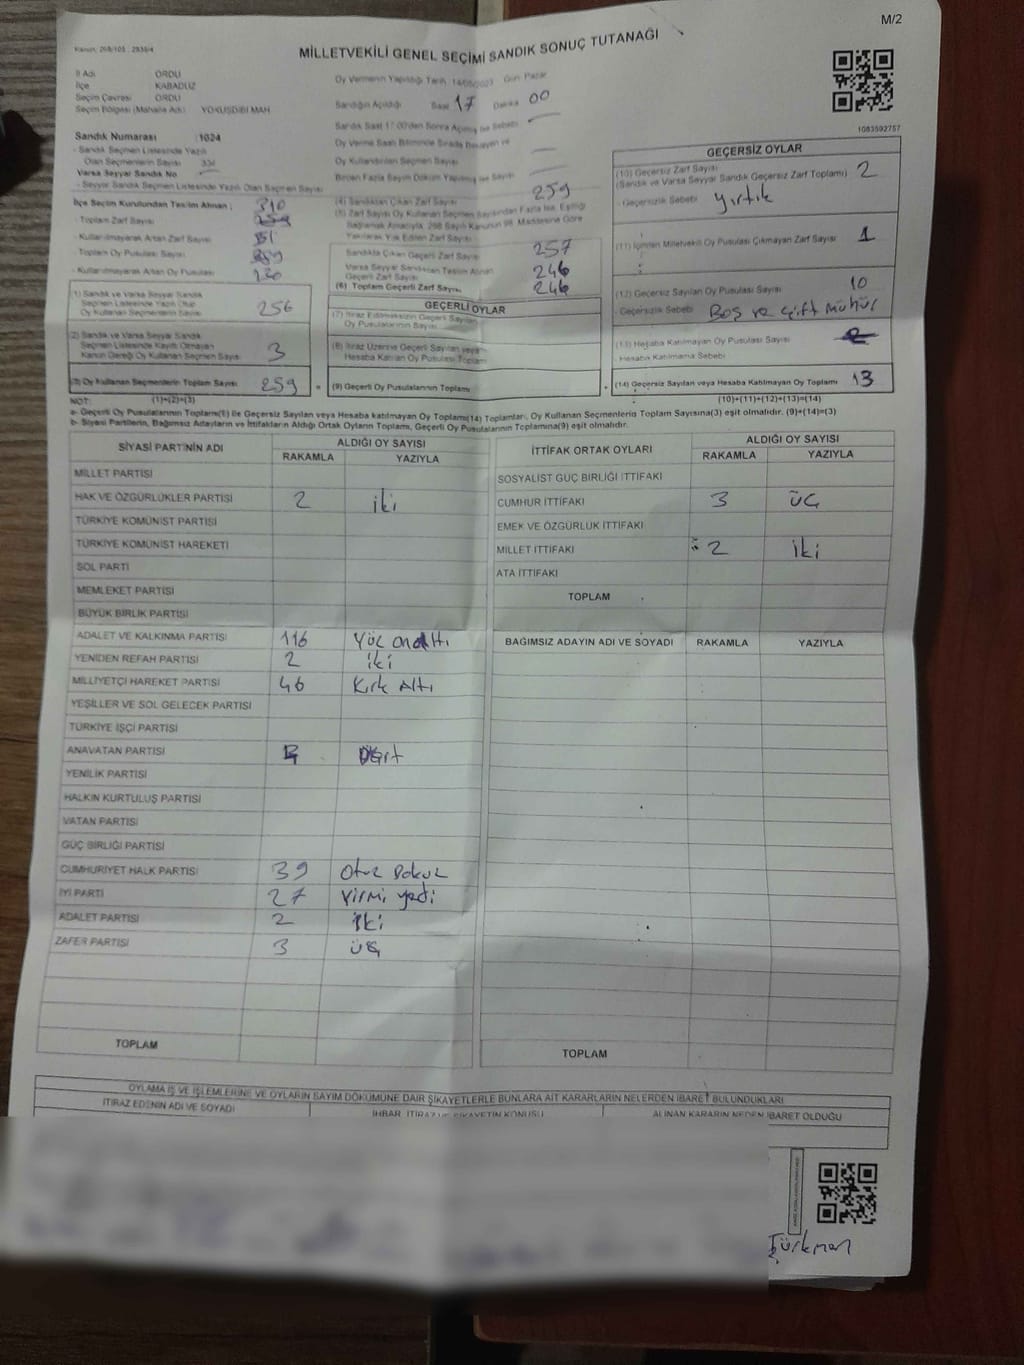 M/2
MİLLETVEKİLİ GENEL SEÇİMİ SANDIK SONUÇ TUTANAĞI
İl Adı ORDU
İlçe KABADÜZ
Seçim Çevresi ORDU
Seçim Bölgesi (Mahalle Adı) YOKUŞDİBİ MAH
Oy Vermenin Yapıldığı Tarih 14/05/2023 Gün Pazar
Sandığın Açıldığı Saat 17 Dakika 00
Sandık Saat 17:00'den Sonra Açılmış İse Sebebi
Oy Verme Saati Bitiminde Sırada Bekleyen ve
Oy Kullandırılan Seçmen Sayısı
Birden Fazla Sayım Döküm Yapılmış İse Sayısı
1083592757
Sandık Numarası :1024
- Sandık Seçmen Listesinde Yazılı
Olan Seçmenlerin Sayısı
Varsa Seyyar Sandık No
- Seyyar Sandık Seçmen Listesinde Yazılı Olan Seçmen Sayısı
İlçe Seçim Kurulundan Teslim Alınan ; 310
- Toplam Zarf Sayısı
- Kullanılmayarak Artan Zarf Sayısı 51
- Toplam Oy Pusulası Sayısı
- Kullanılmayarak Artan Oy Pusulası
(1) Sandık ve Varsa Seyyar Sandık
Seçmen Listesinde Yazılı Olup
Oy Kullanan Seçmenlerin Sayısı 256
(2) Sandık ve Varsa Seyyar Sandık
Seçmen Listesinde Kayıtlı Olmayan
Kanun Gereği Oy Kullanan Seçmen Sayısı 3
(3) Oy Kullanan Seçmenlerin Toplam Sayısı 259
(4) Sandıktan Çıkan Zarf Sayısı 259
(5) Zarf Sayısı Oy Kullanan Seçmen Sayısından Fazla İse, Eşitliği
Bağlamak Amacıyla, 298 Sayılı Kanunun 98. Maddesine Göre
Yakılarak Yok Edilen Zarf Sayısı
Sandıkta Çıkan Geçerli Zarf Sayısı 257
Varsa Seyyar Sandıktan Teslim Alınan
Geçerli Zarf Sayısı 246
(6) Toplam Geçerli Zarf Sayısı 246
GEÇERLİ OYLAR
(7) İtiraz Edilmeksizin Geçerli Sayılan
Oy Pusulalarının Sayısı
(8) İtiraz Üzerine Geçerli Sayılan veya
Hesaba Katılan Oy Pusulası Toplamı
= (9) Geçerli Oy Pusulalarının Toplamı
GEÇERSİZ OYLAR
(10) Geçersiz Zarf Sayısı 2
(Sandık ve Varsa Seyyar Sandık Geçersiz Zarf Toplamı)
- Geçersizlik Sebebi Yırtık
(11) İçinden Milletvekili Oy Pusulası Çıkmayan Zarf Sayısı 1
(12) Geçersiz Sayılan Oy Pusulası Sayısı 10
- Geçersizlik Sebebi Boş ve çift mühür
(13) Hesaba Katılmayan Oy Pusulası Sayısı
- Hesaba Katılmama Sebebi
(14) Geçersiz Sayılan veya Hesaba Katılmayan Oy Toplamı 13
NOT: (1)+(2)=(3) (10)+(11)+(12)+(13)=(14)
a- Geçerli Oy Pusulalarının Toplamı(9) ile Geçersiz Sayılan veya Hesaba katılmayan Oy Toplamı(14) Toplamları, Oy Kullanan Seçmenlerin Toplam Sayısına(3) eşit olmalıdır. (9)+(14)=(3)
b- Siyasi Partilerin, Bağımsız Adayların ve İttifakların Aldığı Ortak Oyların Toplamı, Geçerli Oy Pusulalarının Toplamına(9) eşit olmalıdır.
SİYASİ PARTİNİN ADI ALDIĞI OY SAYISI
RAKAMLA YAZIYLA
MİLLET PARTİSİ
HAK VE ÖZGÜRLÜKLER PARTİSİ 2 iki
TÜRKİYE KOMÜNİST PARTİSİ
TÜRKİYE KOMÜNİST HAREKETİ
SOL PARTİ
MEMLEKET PARTİSİ
BÜYÜK BİRLİK PARTİSİ
ADALET VE KALKINMA PARTİSİ 116 Yüz onaltı
YENİDEN REFAH PARTİSİ 2 iki
MİLLİYETÇİ HAREKET PARTİSİ 46 Kırk Altı
YEŞİLLER VE SOL GELECEK PARTİSİ
TÜRKİYE İŞÇİ PARTİSİ
ANAVATAN PARTİSİ 4 Dört
YENİLİK PARTİSİ
HALKIN KURTULUŞ PARTİSİ
VATAN PARTİSİ
GÜÇ BİRLİĞİ PARTİSİ
CUMHURİYET HALK PARTİSİ 39 Otuz Dokuz
İYİ PARTİ 27 Yirmi yedi
ADALET PARTİSİ 2 İki
ZAFER PARTİSİ 3 üç
TOPLAM
İTTİFAK ORTAK OYLARI ALDIĞI OY SAYISI
RAKAMLA YAZIYLA
SOSYALİST GÜÇ BİRLİĞİ İTTİFAKI
CUMHUR İTTİFAKI 3 üç
EMEK VE ÖZGÜRLÜK İTTİFAKI
MİLLET İTTİFAKI 2 iki
ATA İTTİFAKI
TOPLAM
BAĞIMSIZ ADAYIN ADI VE SOYADI RAKAMLA YAZIYLA
TOPLAM
OYLAMA İŞ VE İŞLEMLERİNE VE OYLARIN SAYIM DÖKÜMÜNE DAİR ŞİKAYETLERLE BUNLARA AİT KARARLARIN NELERDEN İBARET BULUNDUKLARI
İTİRAZ EDENİN ADI VE SOYADI İHBAR, İTİRAZ VE ŞİKAYETİN KONUSU ALINAN KARARIN NEDEN İBARET OLDUĞU
Türkmen